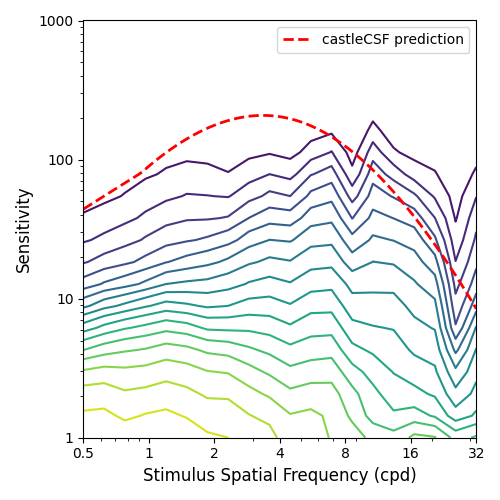 1000
castleCSF prediction
100
Sensitivity
10
1
0.5 1 2 4 8 16 32
Stimulus Spatial Frequency (cpd)